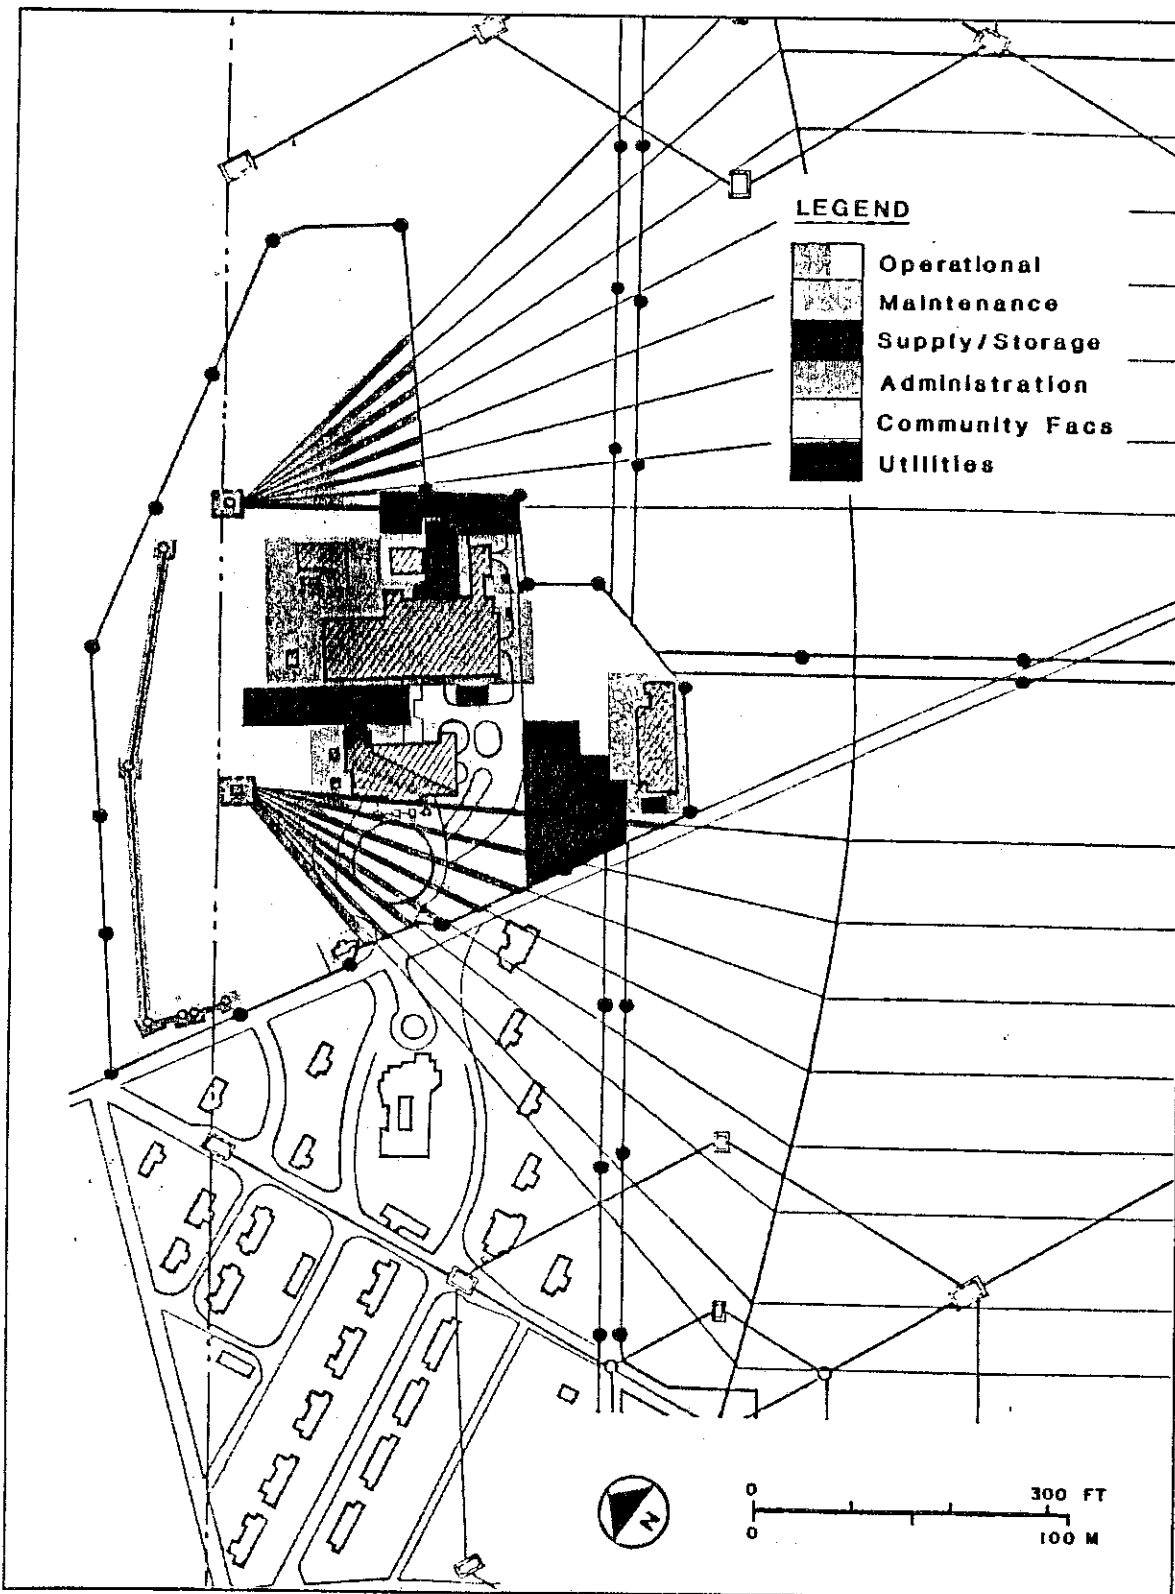 LEGEND
Operational
Maintenance
Supply/Storage
Administration
Community Facs
Utilities
N
0 300 FT
0 100 M